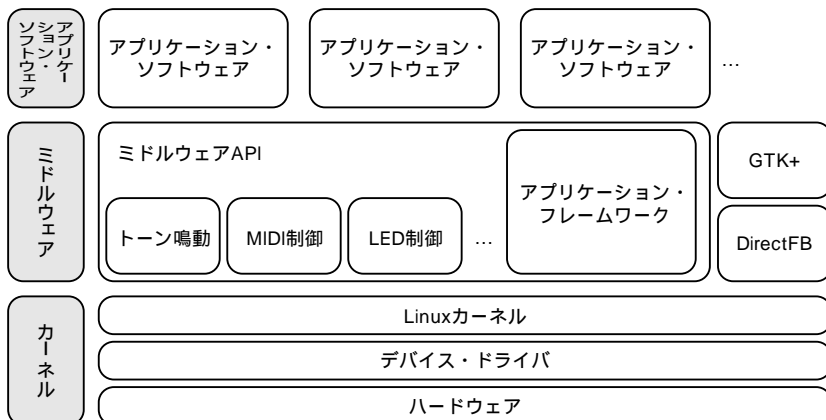 アプリケー
ション・
ソフトウェア
アプリケーション・
ソフトウェア
アプリケーション・
ソフトウェア
アプリケーション・
ソフトウェア
…
ミドルウェア
ミドルウェアAPI
トーン鳴動
MIDI制御
LED制御
…
アプリケーション・
フレームワーク
GTK+
DirectFB
カーネル
Linuxカーネル
デバイス・ドライバ
ハードウェア